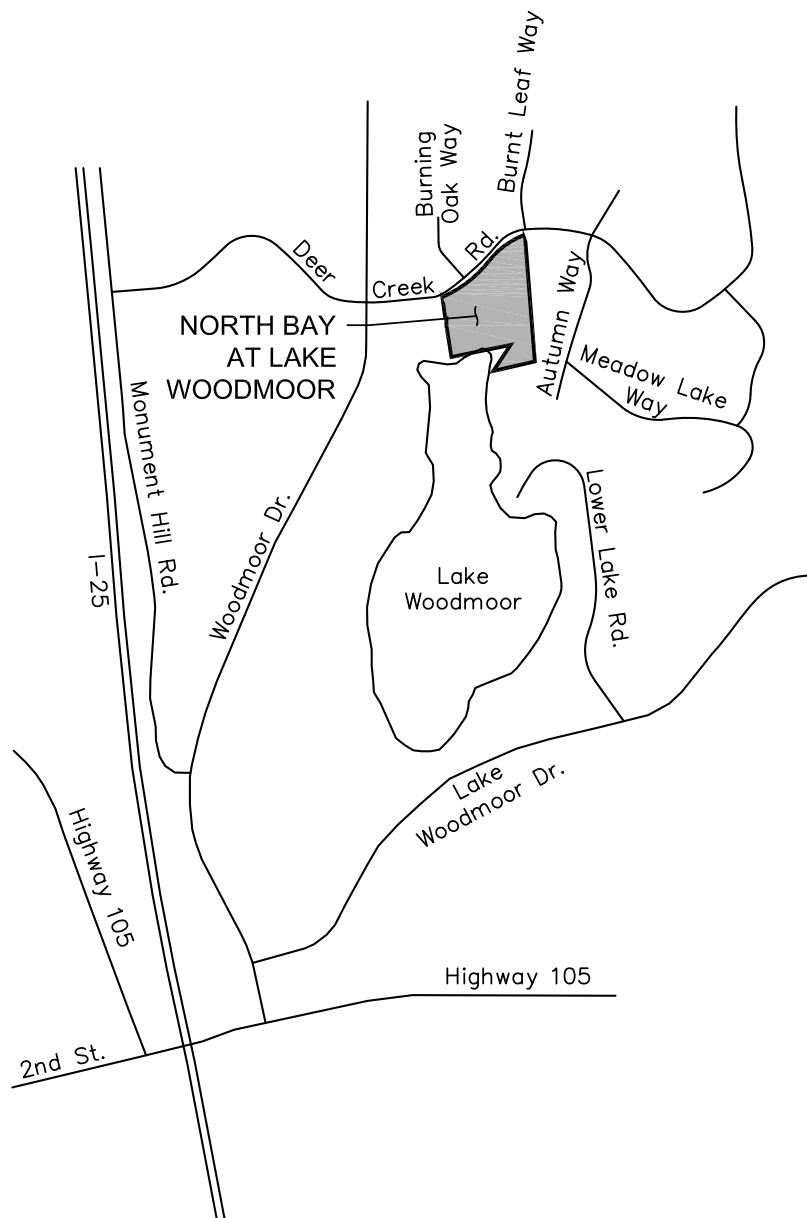 Burnt Leaf Way
Burning
Oak Way
Deer
Creek
Rd.
NORTH BAY
AT LAKE
WOODMOOR
Autumn Way
Meadow Lake
Way
Monument Hill Rd.
Woodmoor Dr.
I-25
Lake
Woodmoor
Lower Lake Rd.
Lake
Woodmoor Dr.
Highway 105
Highway 105
2nd St.